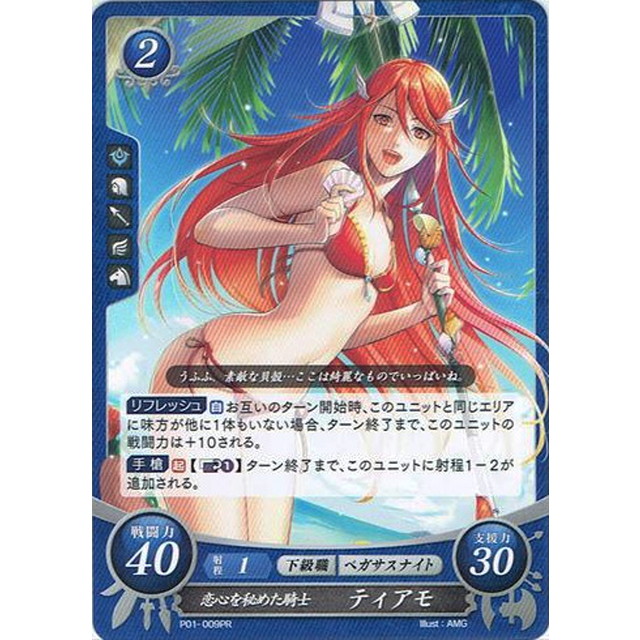 2
うふふ、素敵な貝殻…ここは綺麗なものでいっぱいね。
リフレッシュ 自 お互いのターン開始時、このユニットと同じエリア
に味方が他に1体もいない場合、ターン終了まで、このユニットの
戦闘力は+10される。
手槍 起 【 1】ターン終了まで、このユニットに射程1-2が
追加される。
戦闘力 40
射程 1
下級職 ペガサスナイト
支援力 30
恋心を秘めた騎士 ティアモ
P01-009PR Illust : AMG